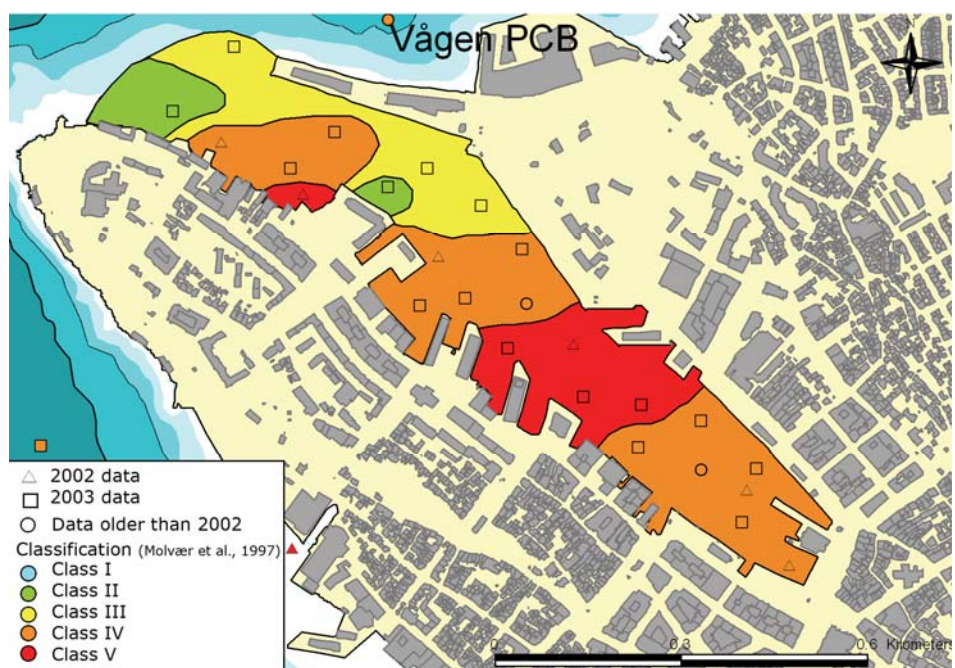 Vågen PCB
2002 data
2003 data
Data older than 2002
Classification (Molvær et al., 1997)
Class I
Class II
Class III
Class IV
Class V
0 0.3 0.6 Kilometers